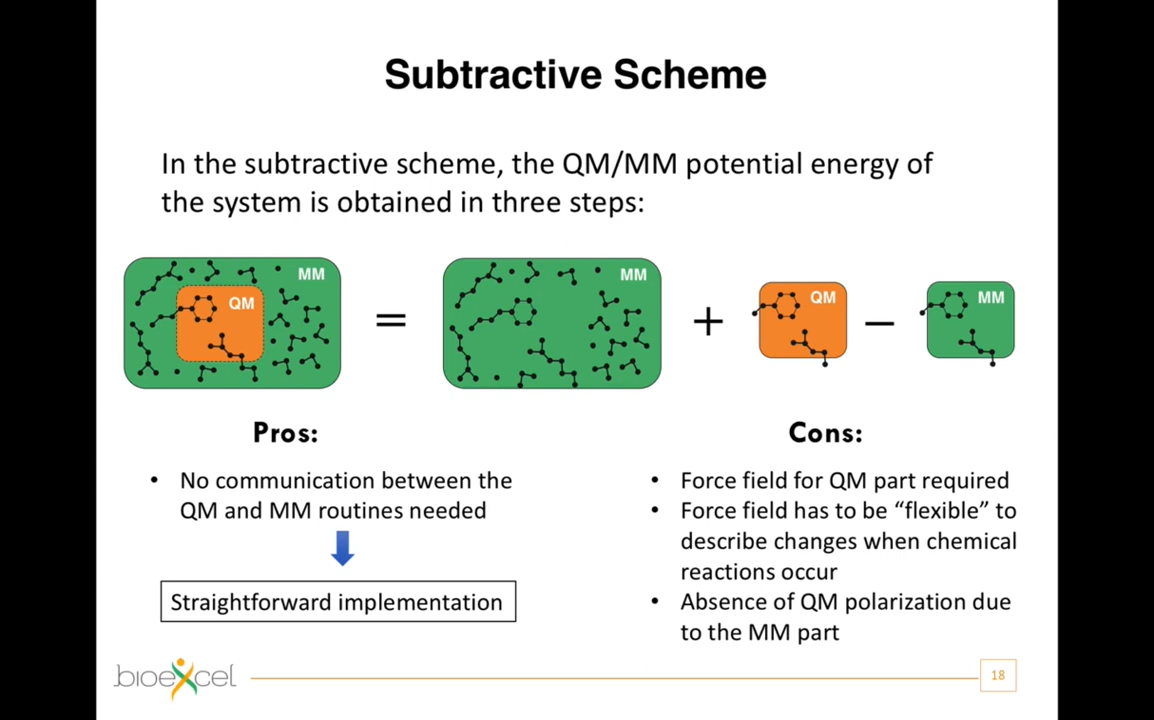 Subtractive Scheme
In the subtractive scheme, the QM/MM potential energy of
the system is obtained in three steps:
MM
QM
=
MM
+
QM
−
MM
Pros:
• No communication between the
QM and MM routines needed
Straightforward implementation
Cons:
• Force field for QM part required
• Force field has to be “flexible” to
describe changes when chemical
reactions occur
• Absence of QM polarization due
to the MM part
bioexcel
18